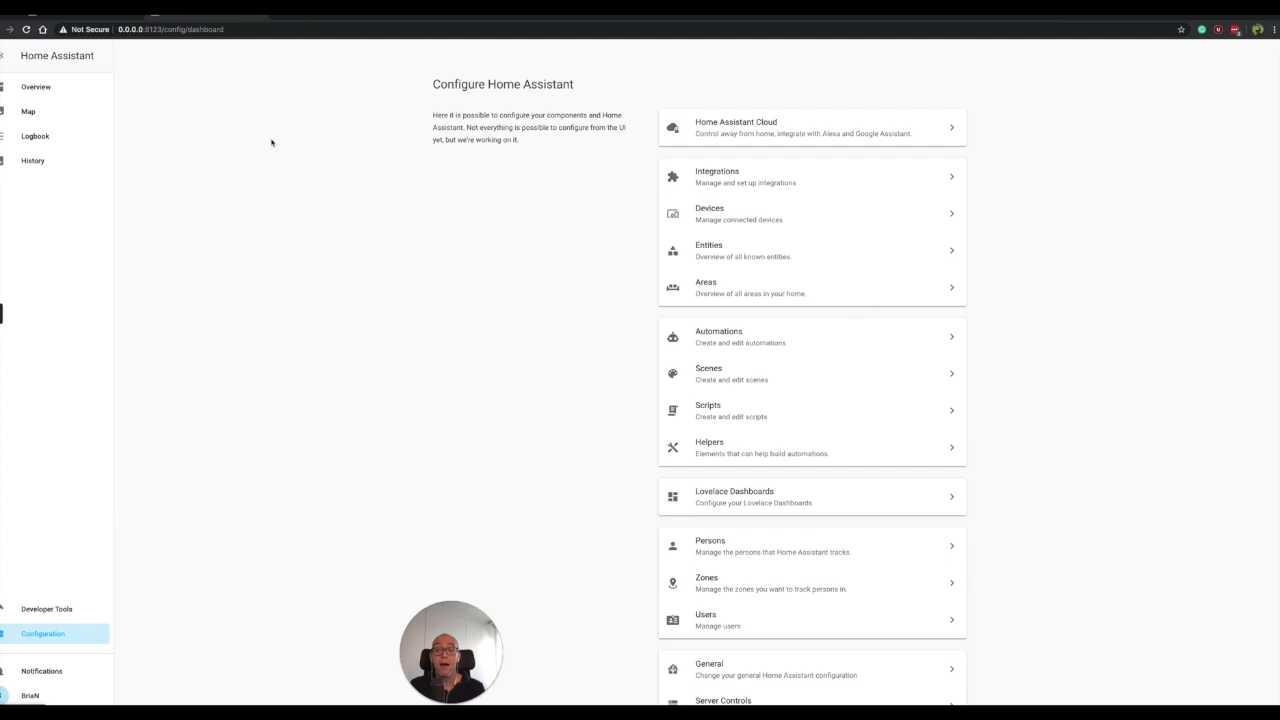 Not Secure
0.0.0.0:8123/config/dashboard
Home Assistant
Overview
Map
Logbook
History
Developer Tools
Configuration
Notifications
BriaN
Configure Home Assistant
Here it is possible to configure your components and Home
Assistant. Not everything is possible to configure from the UI
yet, but we're working on it.
Home Assistant Cloud
Control away from home, integrate with Alexa and Google Assistant.
Integrations
Manage and set up integrations
Devices
Manage connected devices
Entities
Overview of all known entities.
Areas
Overview of all areas in your home.
Automations
Create and edit automations
Scenes
Create and edit scenes
Scripts
Create and edit scripts
Helpers
Elements that can help build automations.
Lovelace Dashboards
Configure your Lovelace Dashboards
Persons
Manage the persons that Home Assistant tracks.
Zones
Manage the zones you want to track persons in.
Users
Manage users
General
Change your general Home Assistant configuration
Server Controls